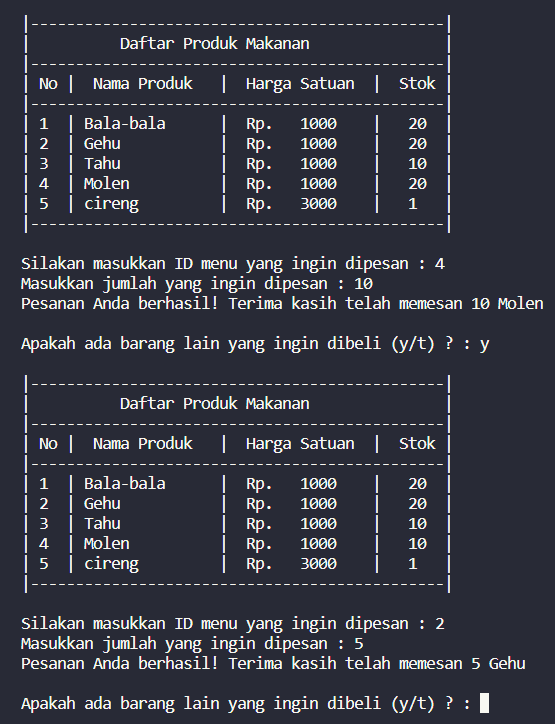 |----------------------------------------------|
|          Daftar Produk Makanan               |
|----------------------------------------------|
| No |  Nama Produk   |  Harga Satuan  |  Stok |
|----------------------------------------------|
| 1  | Bala-bala      |  Rp.   1000    |   20  |
| 2  | Gehu           |  Rp.   1000    |   20  |
| 3  | Tahu           |  Rp.   1000    |   10  |
| 4  | Molen          |  Rp.   1000    |   20  |
| 5  | cireng         |  Rp.   3000    |   1   |
|----------------------------------------------|
Silakan masukkan ID menu yang ingin dipesan : 4
Masukkan jumlah yang ingin dipesan : 10
Pesanan Anda berhasil! Terima kasih telah memesan 10 Molen
Apakah ada barang lain yang ingin dibeli (y/t) ? : y
|----------------------------------------------|
|          Daftar Produk Makanan               |
|----------------------------------------------|
| No |  Nama Produk   |  Harga Satuan  |  Stok |
|----------------------------------------------|
| 1  | Bala-bala      |  Rp.   1000    |   20  |
| 2  | Gehu           |  Rp.   1000    |   20  |
| 3  | Tahu           |  Rp.   1000    |   10  |
| 4  | Molen          |  Rp.   1000    |   10  |
| 5  | cireng         |  Rp.   3000    |   1   |
|----------------------------------------------|
Silakan masukkan ID menu yang ingin dipesan : 2
Masukkan jumlah yang ingin dipesan : 5
Pesanan Anda berhasil! Terima kasih telah memesan 5 Gehu
Apakah ada barang lain yang ingin dibeli (y/t) ? :